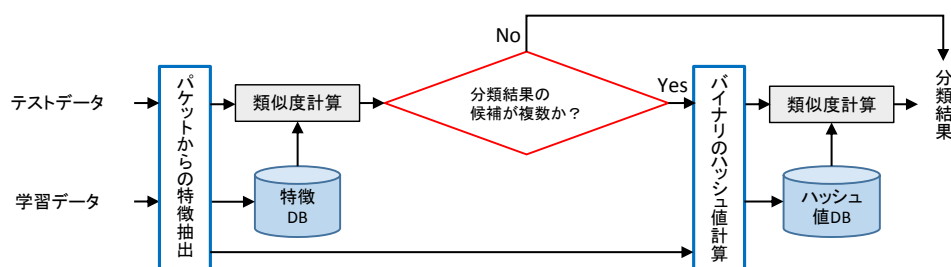 No
テストデータ
パケットからの特徴抽出
類似度計算
分類結果の
候補が複数か？
Yes
バイナリのハッシュ値計算
類似度計算
分類結果
学習データ
特徴
DB
ハッシュ
値DB